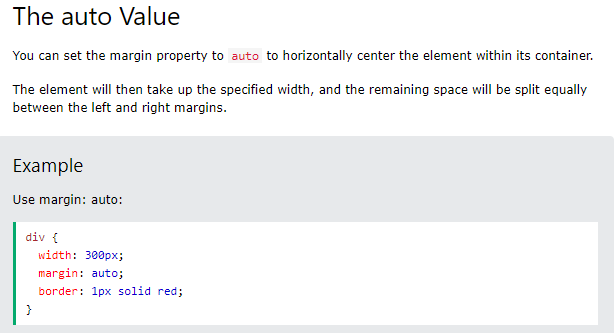 The auto Value
You can set the margin property to auto to horizontally center the element within its container.
The element will then take up the specified width, and the remaining space will be split equally
between the left and right margins.
Example
Use margin: auto:
div {
  width: 300px;
  margin: auto;
  border: 1px solid red;
}